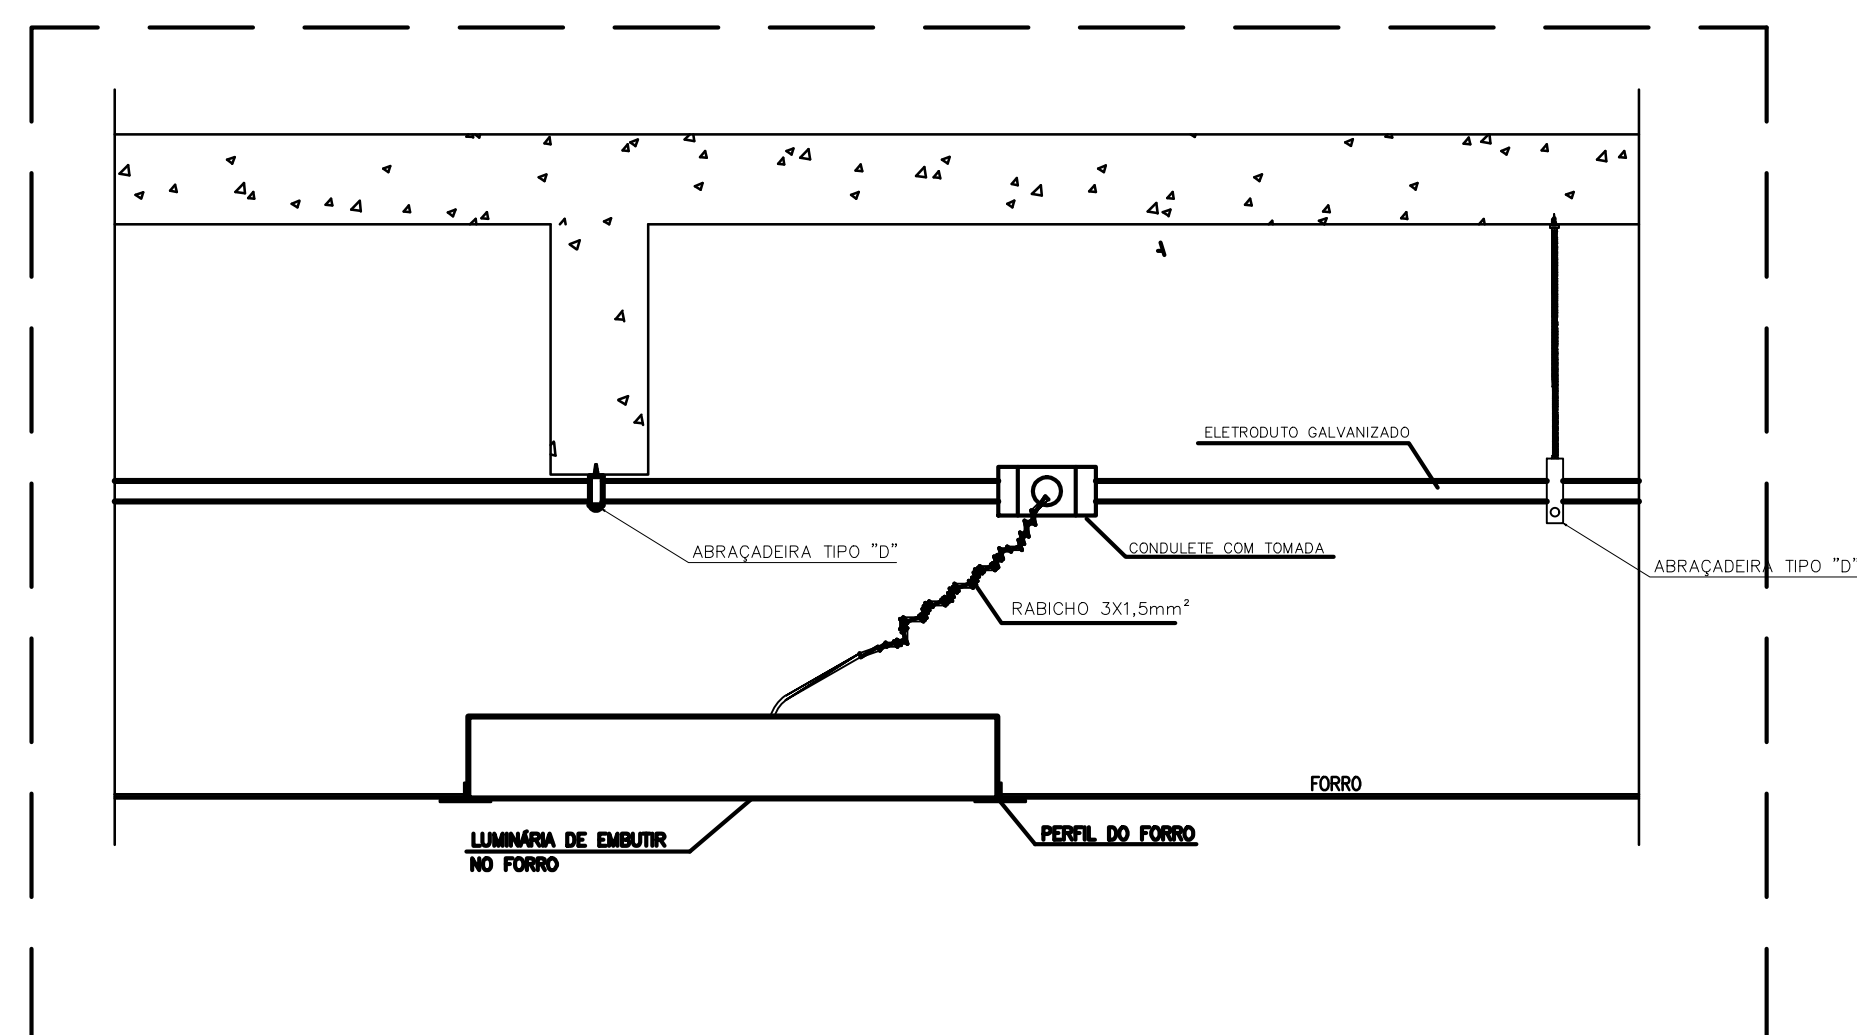 ELETRODUTO GALVANIZADO
ABRAÇADEIRA TIPO "D"
CONDULETE COM TOMADA
ABRAÇADEIRA TIPO "D"
RABICHO 3X1,5mm²
FORRO
LUMINÁRIA DE EMBUTIR
NO FORRO
PERFIL DO FORRO